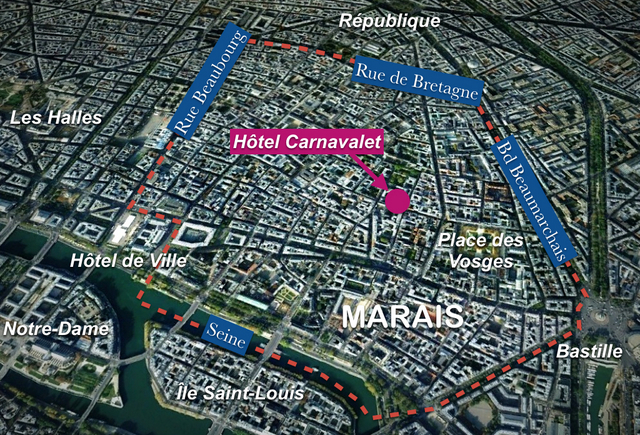 République
Rue Beaubourg
Rue de Bretagne
Les Halles
Hôtel Carnavalet
Bd Beaumarchais
Place des
Vosges
Hôtel de Ville
MARAIS
Notre-Dame
Seine
Bastille
Île Saint-Louis